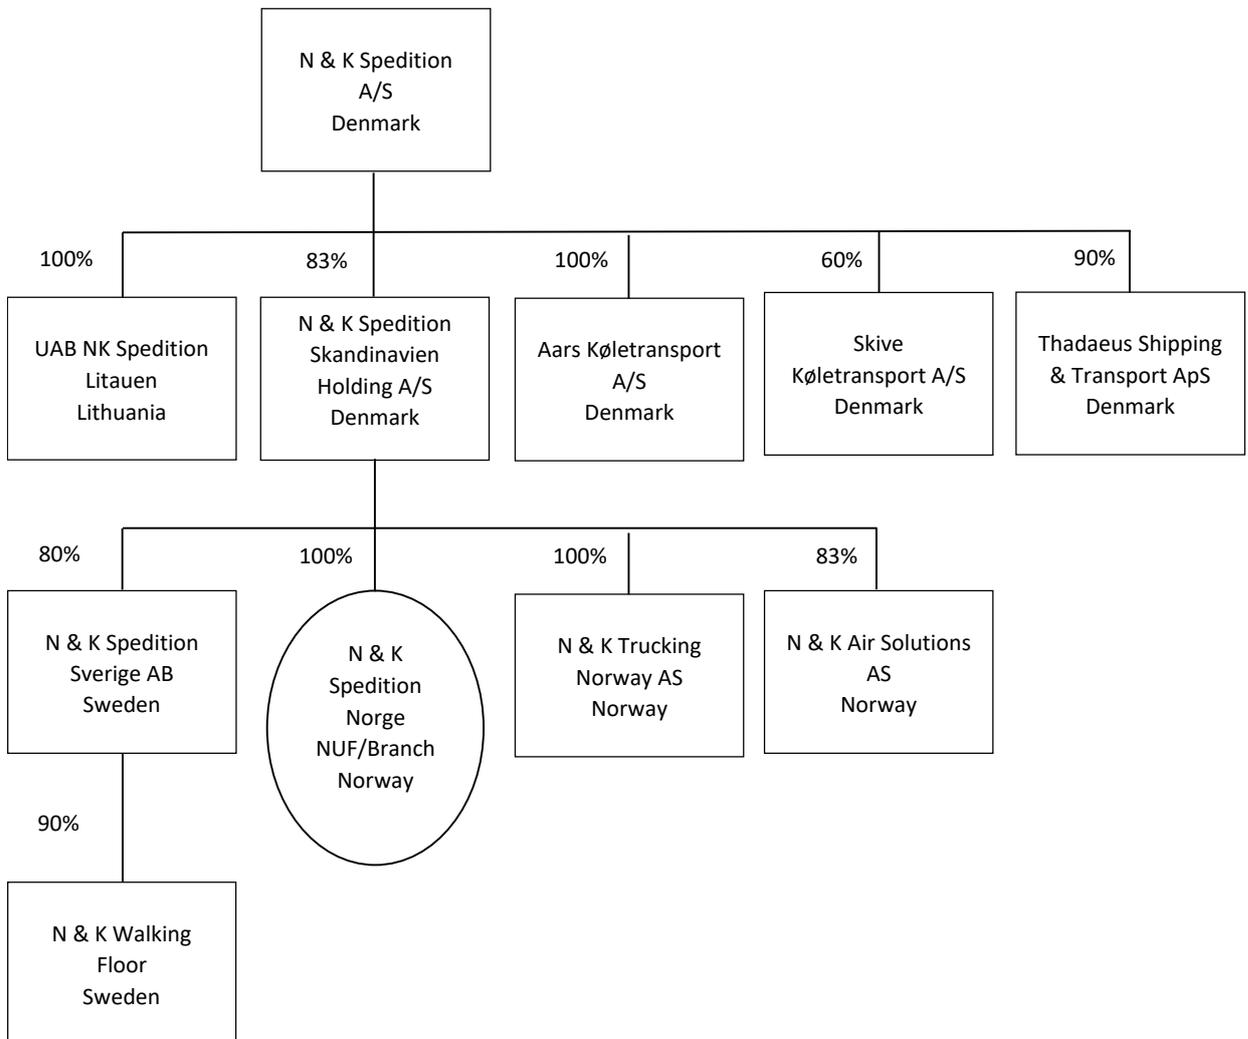 N & K Spedition
A/S
Denmark
100%
83%
100%
60%
90%
UAB NK Spedition
Litauen
Lithuania
N & K Spedition
Skandinavien
Holding A/S
Denmark
Aars Køletransport
A/S
Denmark
Skive
Køletransport A/S
Denmark
Thadaeus Shipping
& Transport ApS
Denmark
80%
100%
100%
83%
N & K Spedition
Sverige AB
Sweden
N & K
Spedition
Norge
NUF/Branch
Norway
N & K Trucking
Norway AS
Norway
N & K Air Solutions
AS
Norway
90%
N & K Walking
Floor
Sweden